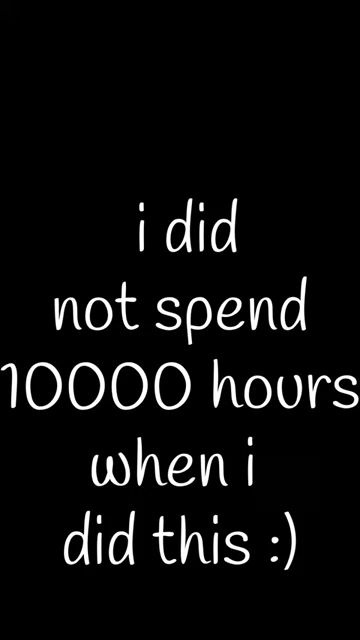 i did
not spend
10000 hours
when i
did this :)